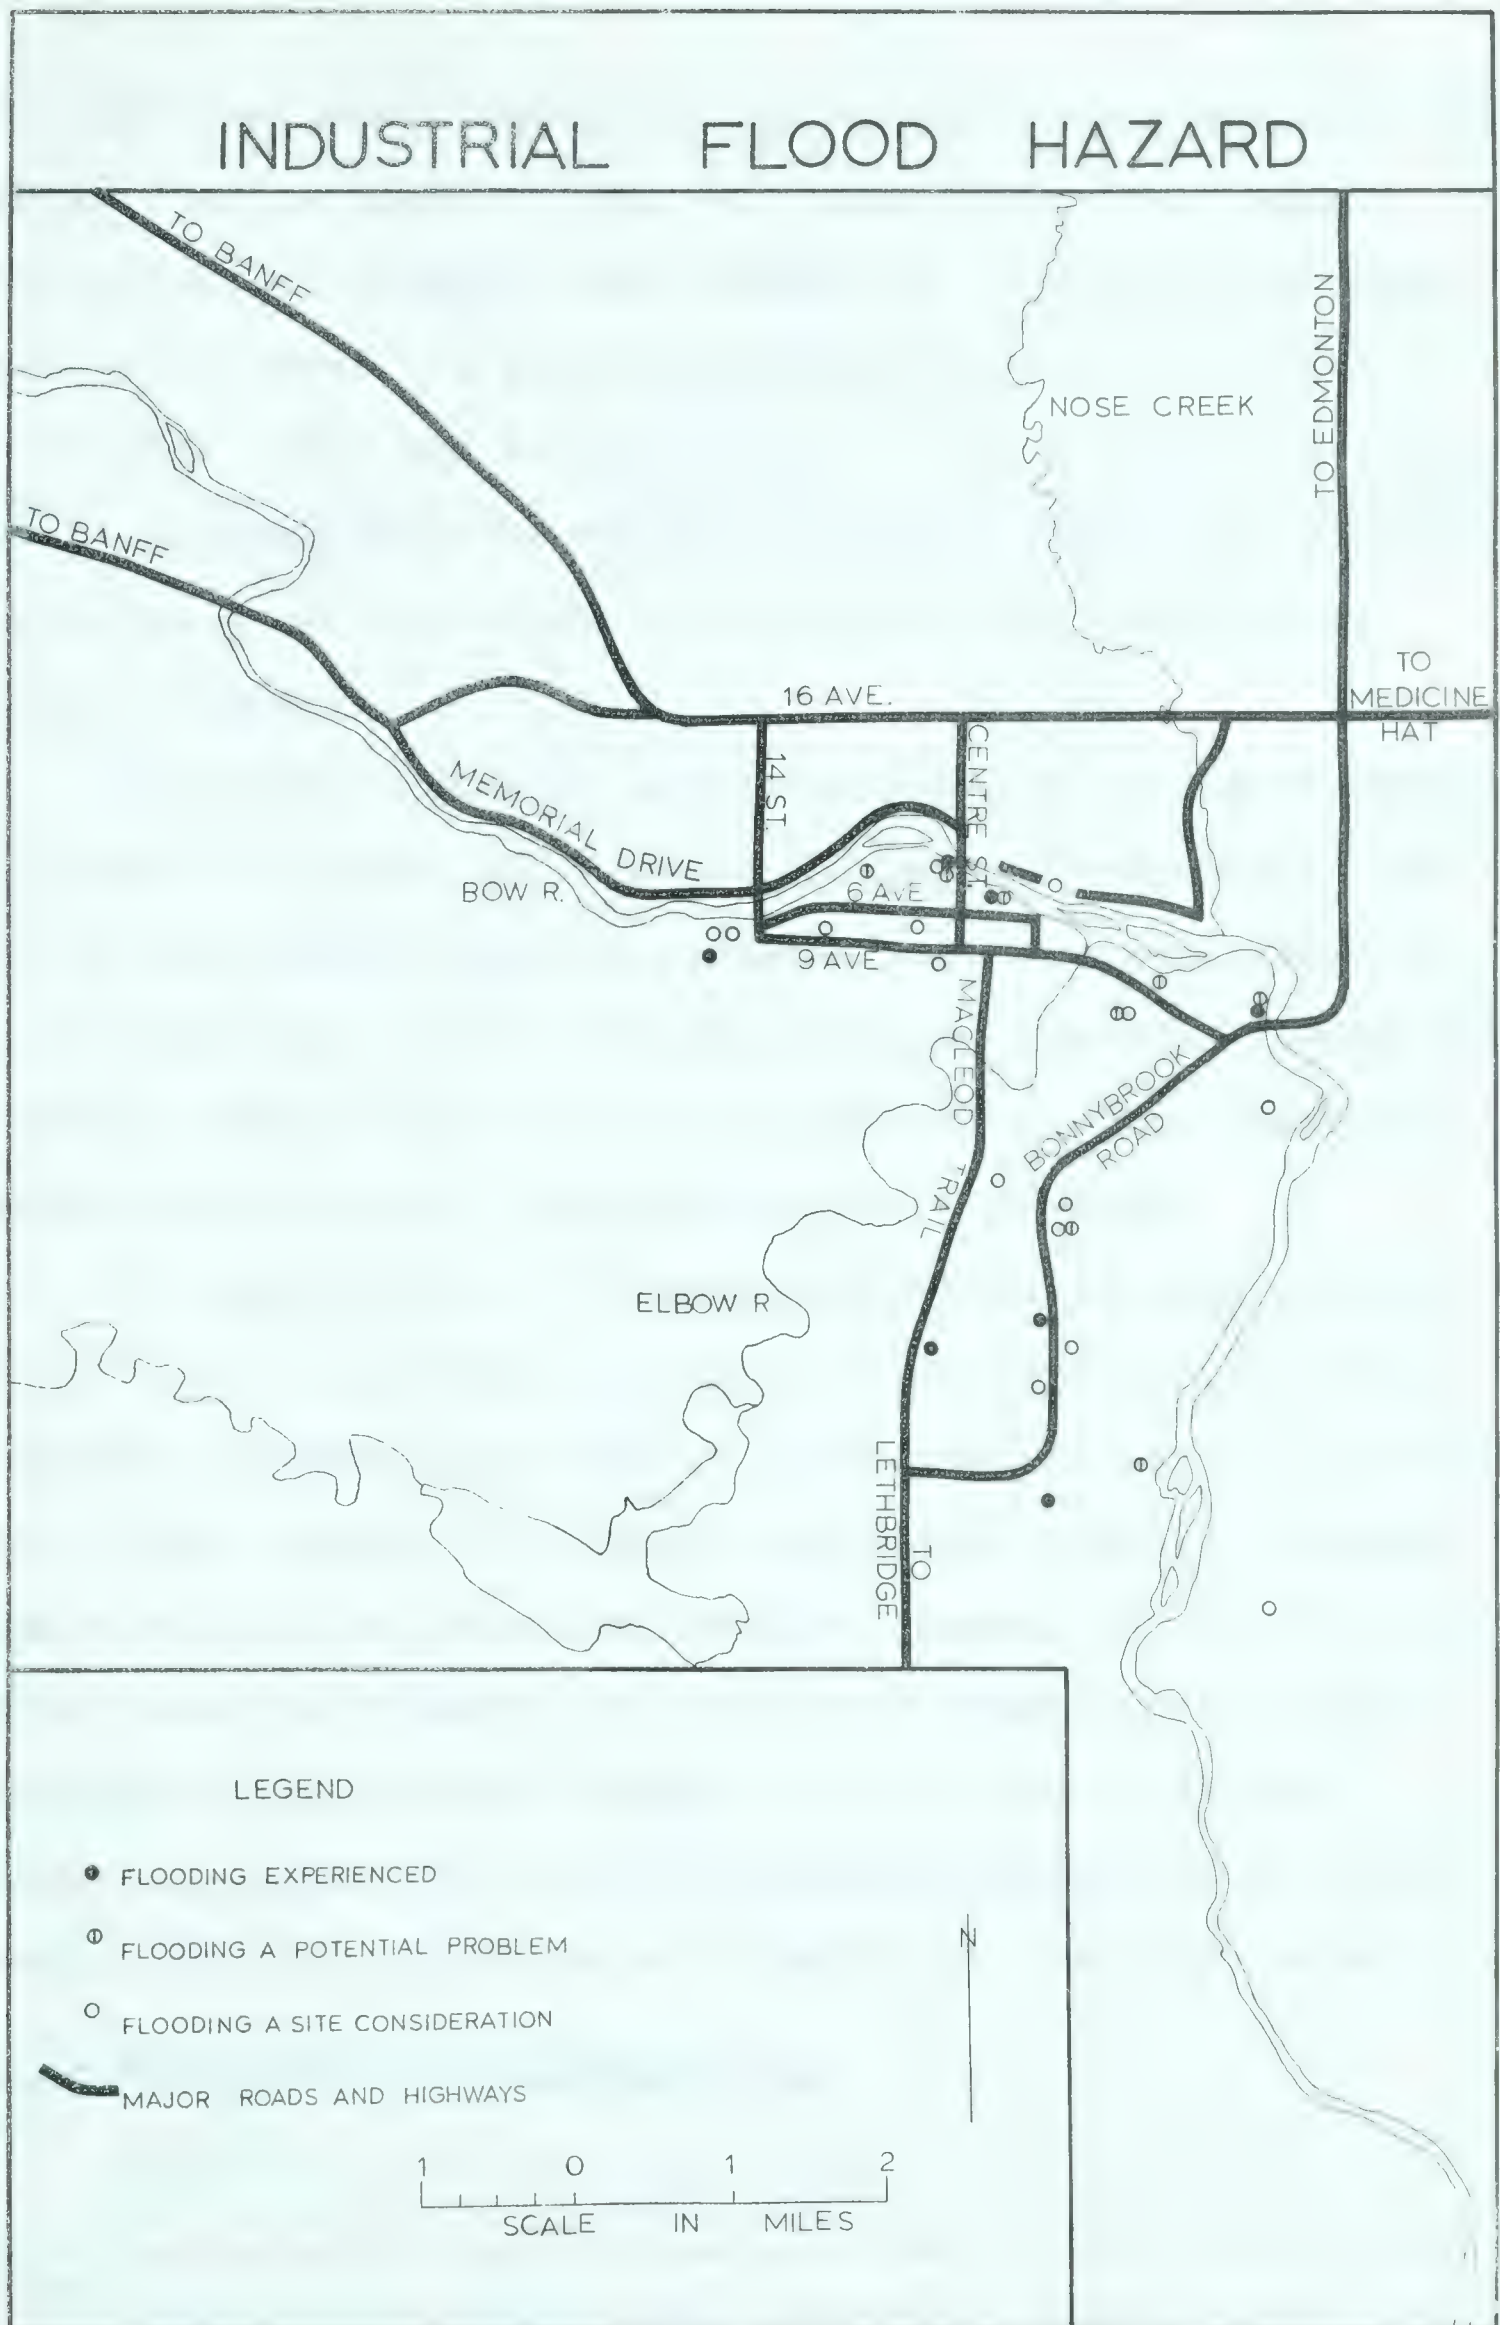 INDUSTRIAL FLOOD HAZARD
TO BANFF
TO EDMONTON
NOSE CREEK
TO BANFF
TO
MEDICINE
HAT
16 AVE.
CENTRE ST.
14 ST.
MEMORIAL DRIVE
BOW R.
6 AVE
9 AVE
MACLEOD TRAIL
BONNYBROOK
ROAD
ELBOW R
TO
LETHBRIDGE
LEGEND
FLOODING EXPERIENCED
FLOODING A POTENTIAL PROBLEM
FLOODING A SITE CONSIDERATION
MAJOR ROADS AND HIGHWAYS
N
1 0 1 2
SCALE IN MILES